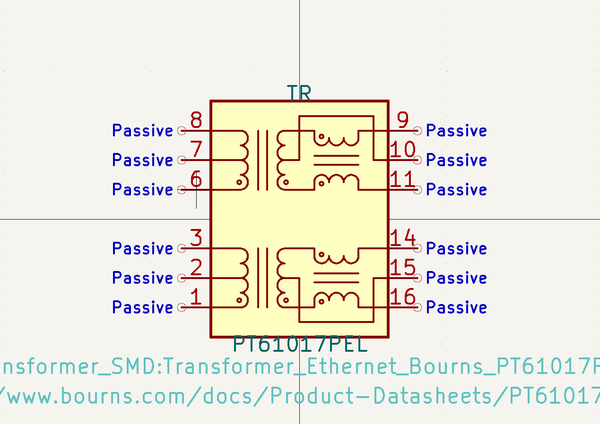 TR
Passive 8 9 Passive
Passive 7 10 Passive
Passive 6 11 Passive
Passive 3 14 Passive
Passive 2 15 Passive
Passive 1 16 Passive
PT61017PEL
nsformer_SMD:Transformer_Ethernet_Bourns_PT61017P
/www.bourns.com/docs/Product-Datasheets/PT61017